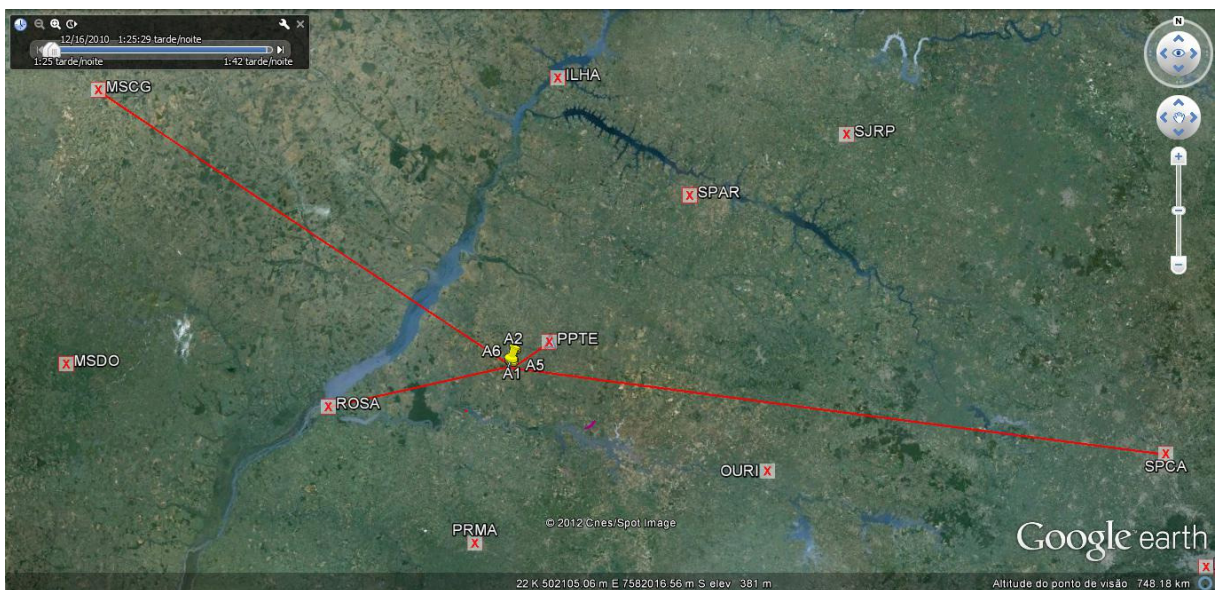 12/16/2010 1:25:29 tarde/noite
1:25 tarde/noite
1:42 tarde/noite
N
MSCG
ILHA
SJRP
SPAR
A2
PPTE
A6
A5
A1
MSDO
ROSA
OURI
SPCA
PRMA
© 2012 Cnes/Spot Image
Google earth
22 K 502105.06 m E 7582016.56 m S elev 381 m
Altitude do ponto de visão 748.18 km